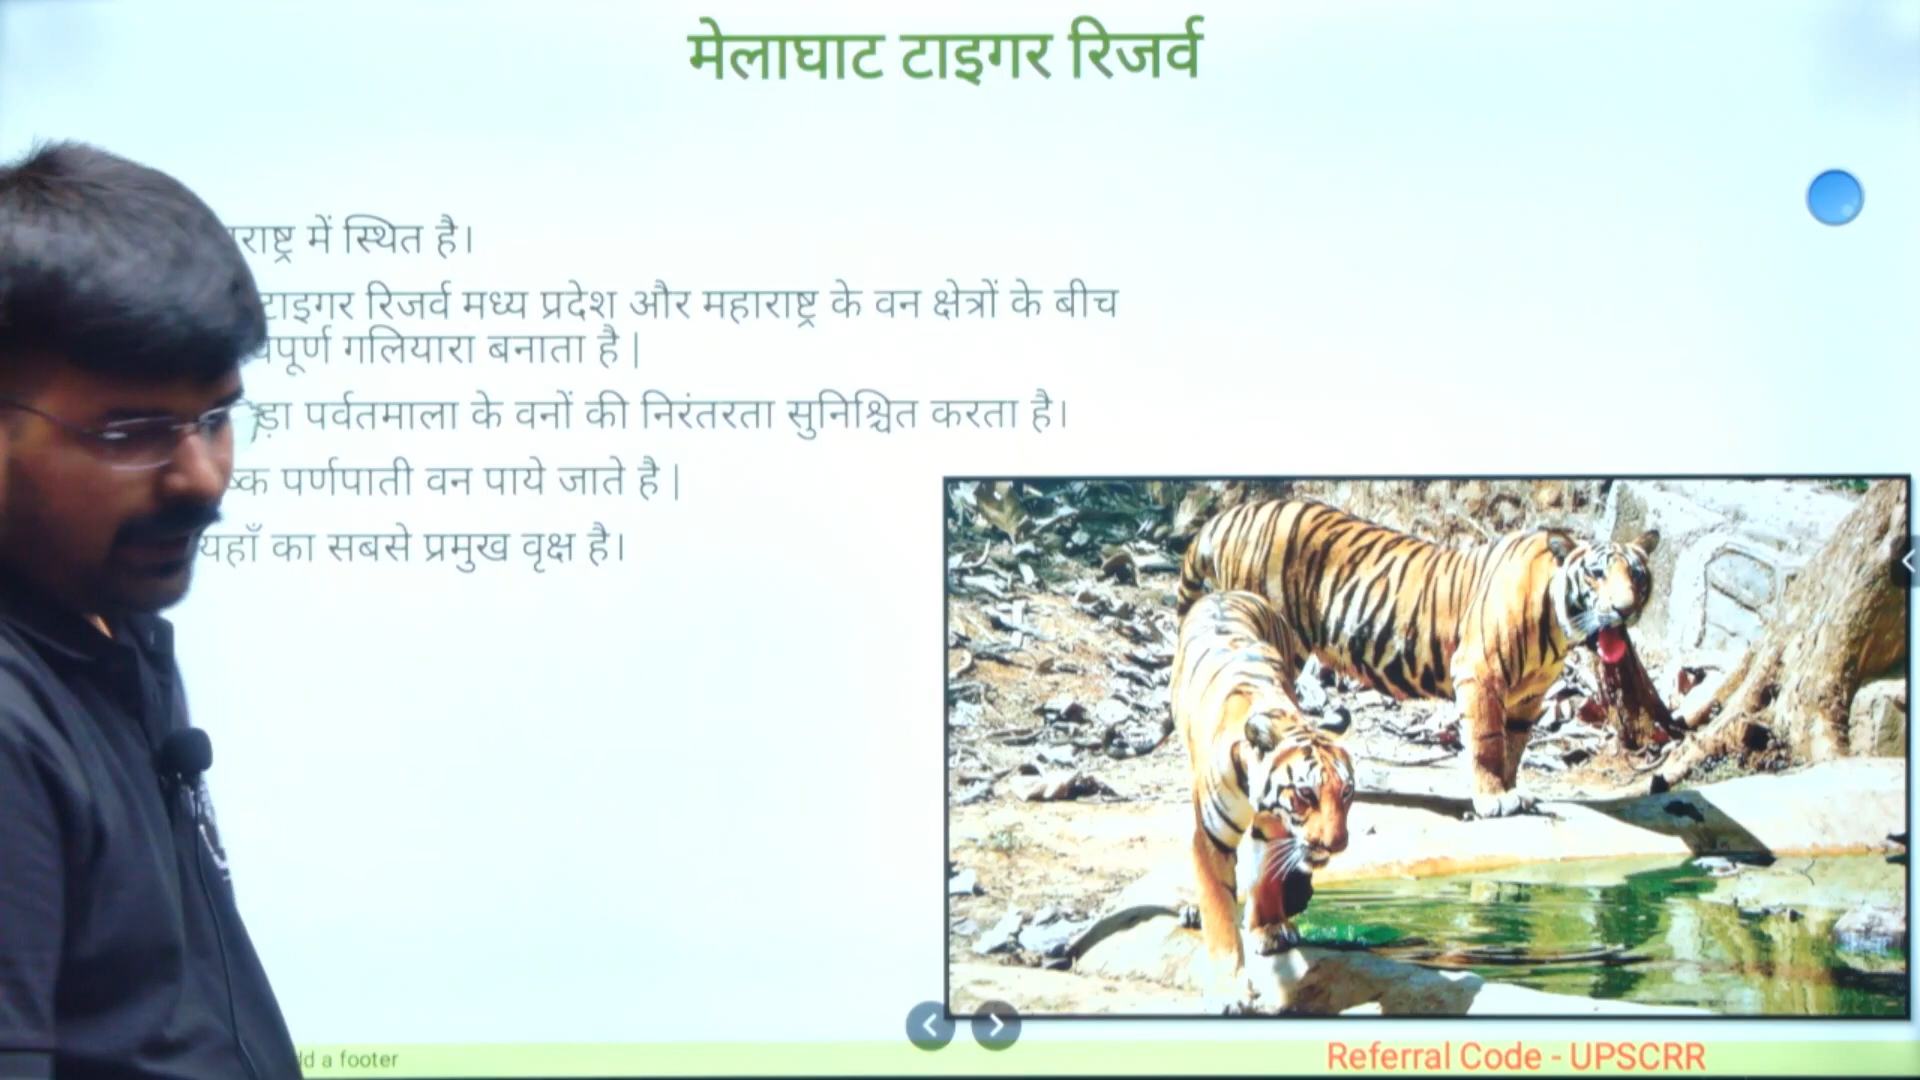 मेलाघाट टाइगर रिजर्व
में स्थित है।
टाइगर रिजर्व मध्य प्रदेश और महाराष्ट्र के वन क्षेत्रों के बीच
गलियारा बनाता है |
पर्वतमाला के वनों की निरंतरता सुनिश्चित करता है।
पर्णपाती वन पाये जाते है |
यहाँ का सबसे प्रमुख वृक्ष है।
a footer
Referral Code - UPSCRR